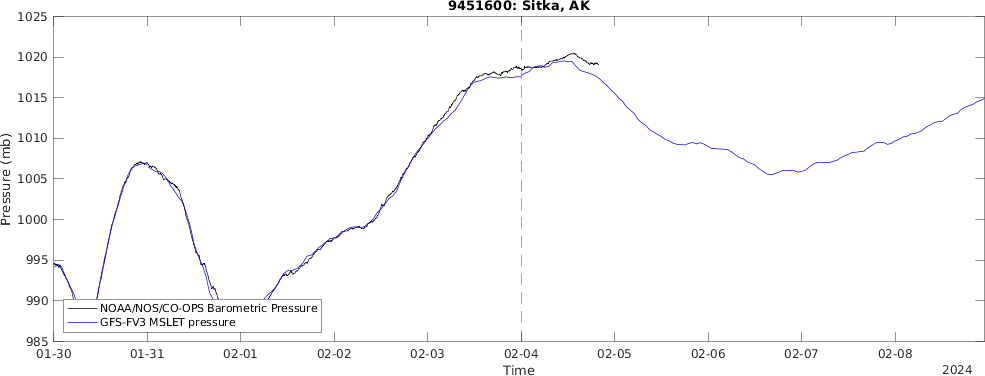 9451600: Sitka, AK
Pressure (mb)
1025
1020
1015
1010
1005
1000
995
990
985
NOAA/NOS/CO-OPS Barometric Pressure
GFS-FV3 MSLET pressure
01-30 01-31 02-01 02-02 02-03 02-04 02-05 02-06 02-07 02-08
Time
2024